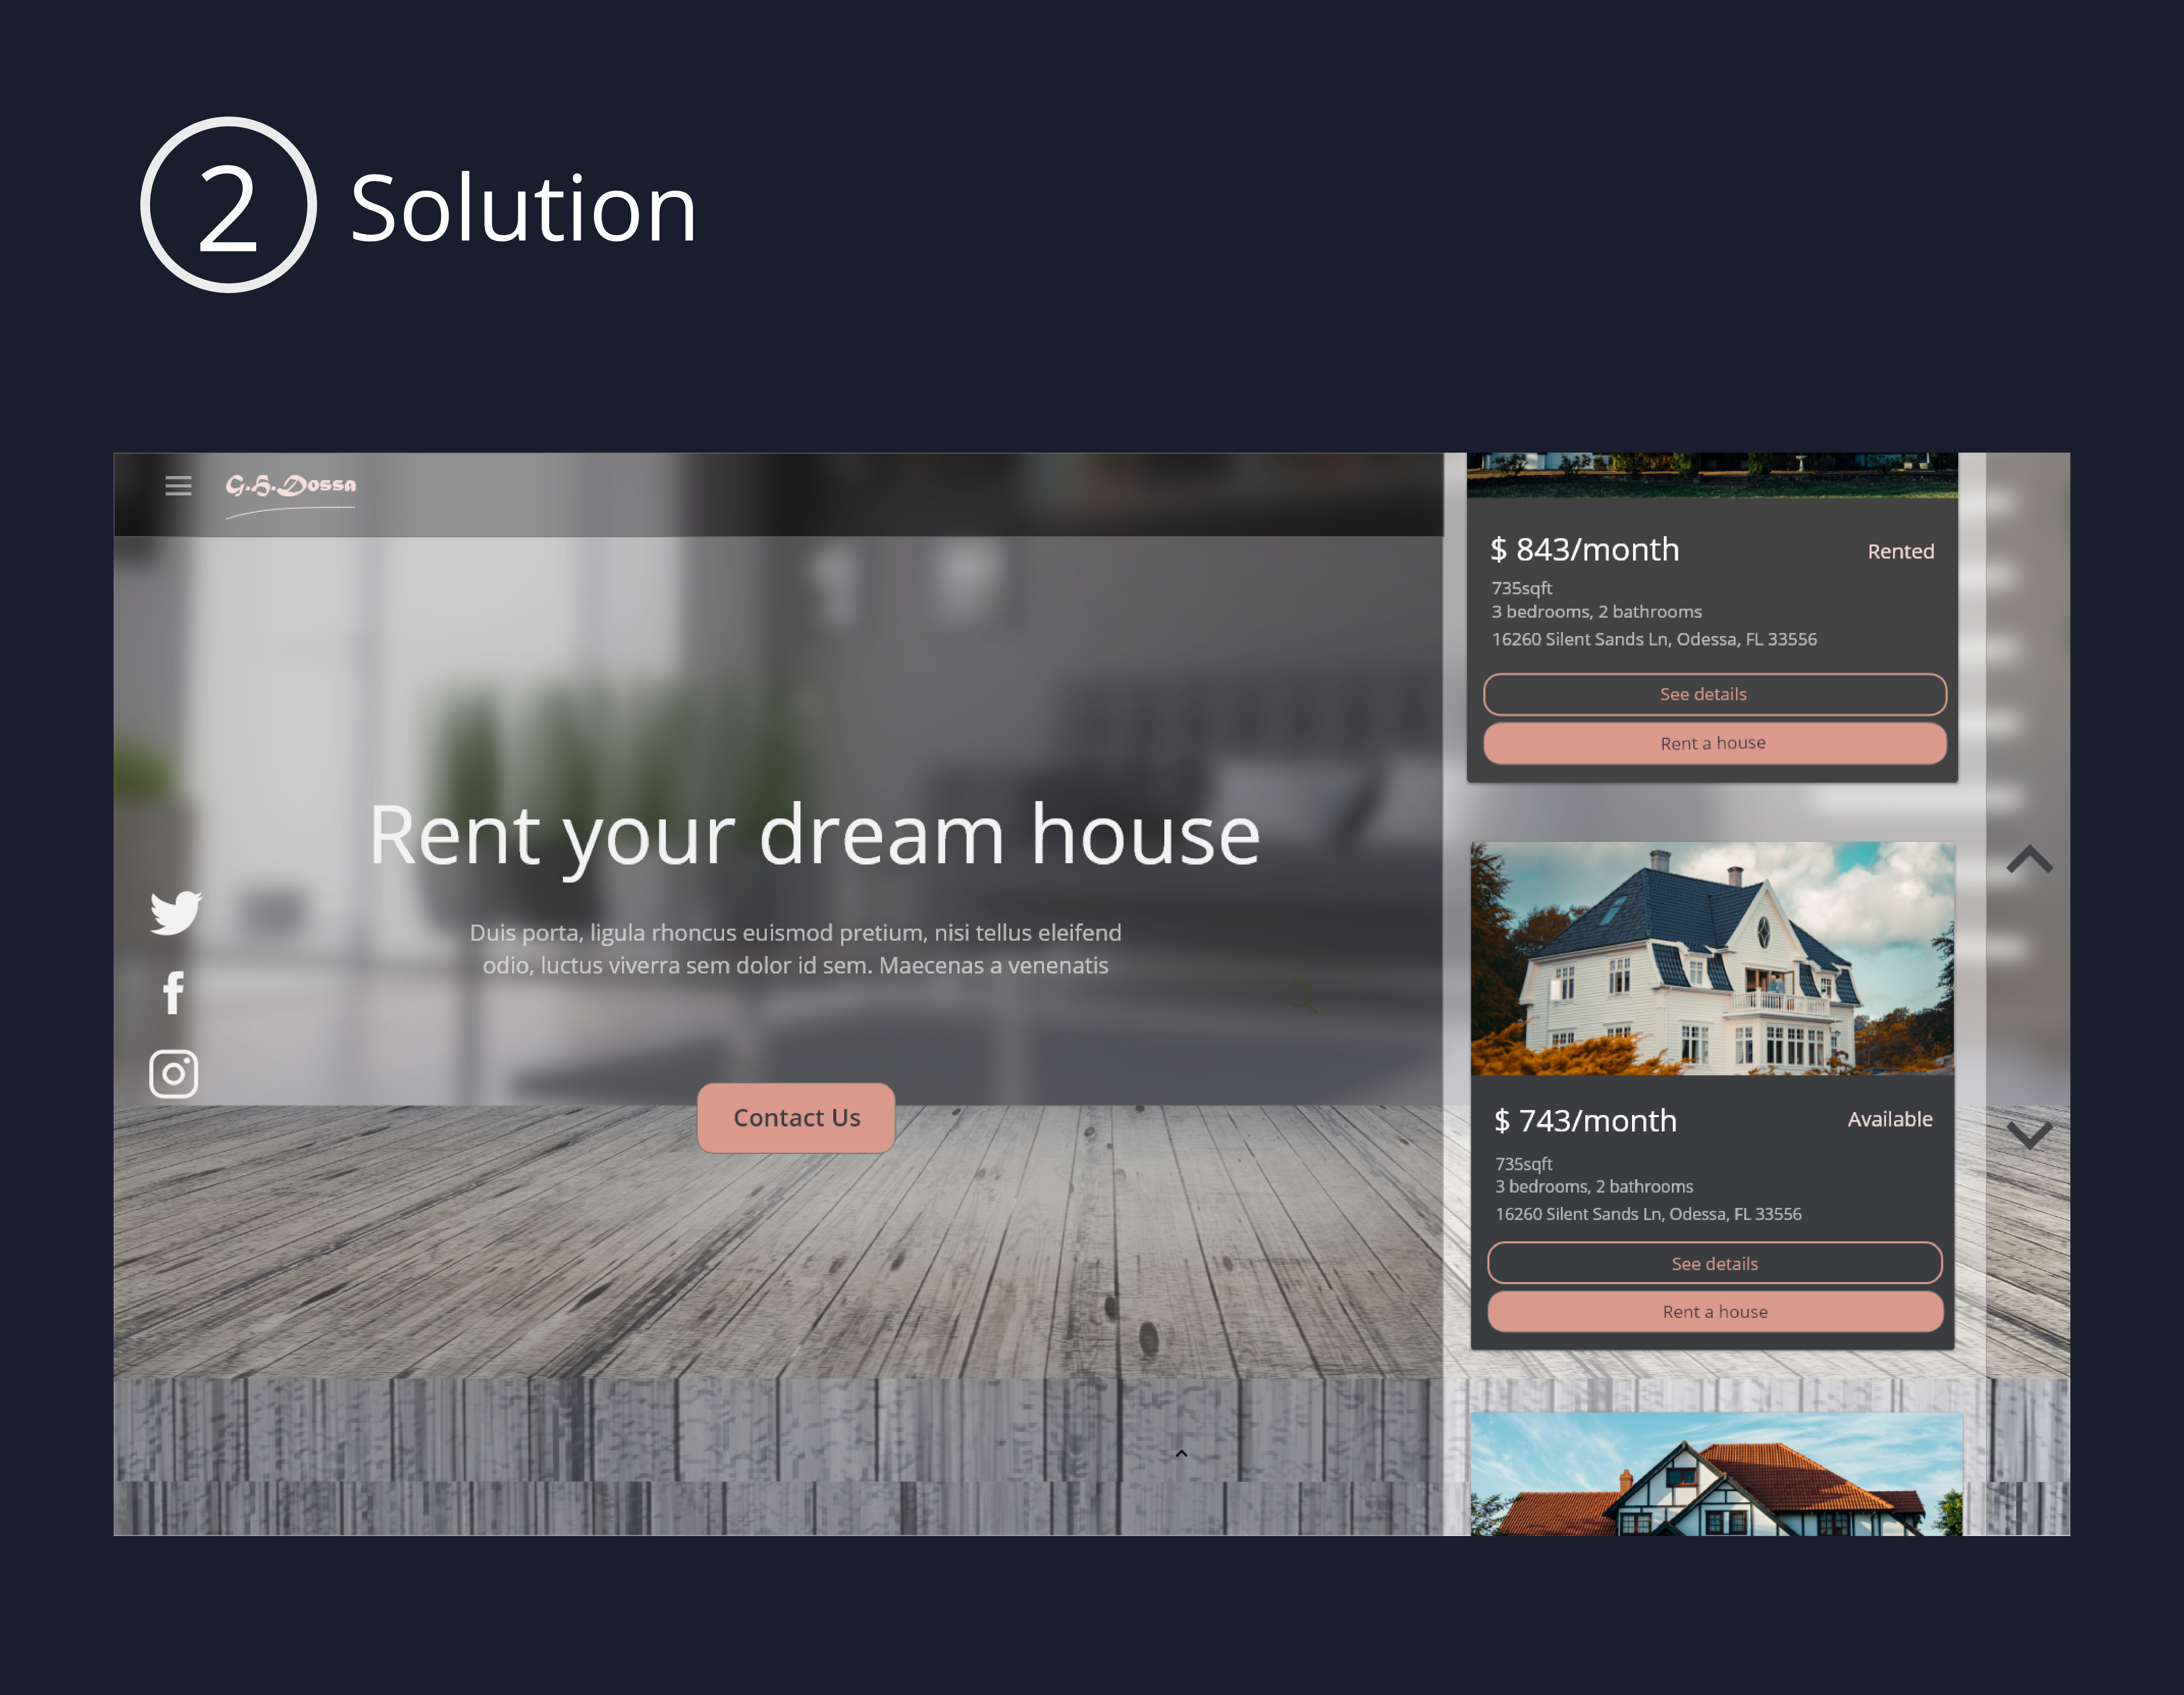 2 Solution
G.H.Dossa
Rent your dream house
Duis porta, ligula rhoncus euismod pretium, nisi tellus eleifend
odio, luctus viverra sem dolor id sem. Maecenas a venenatis
Contact Us
$ 843/month
Rented
735sqft
3 bedrooms, 2 bathrooms
16260 Silent Sands Ln, Odessa, FL 33556
See details
Rent a house
$ 743/month
Available
735sqft
3 bedrooms, 2 bathrooms
16260 Silent Sands Ln, Odessa, FL 33556
See details
Rent a house